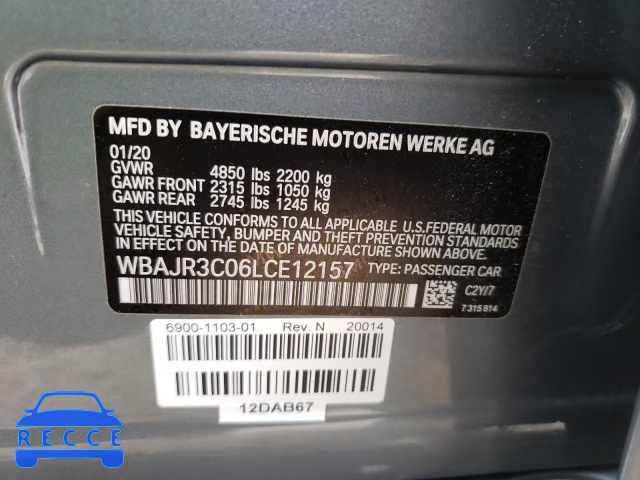 MFD BY BAYERISCHE MOTOREN WERKE AG
01/20
GVWR 4850 lbs 2200 kg
GAWR FRONT 2315 lbs 1050 kg
GAWR REAR 2745 lbs 1245 kg
THIS VEHICLE CONFORMS TO ALL APPLICABLE U.S.FEDERAL MOTOR
VEHICLE SAFETY, BUMPER AND THEFT PREVENTION STANDARDS
IN EFFECT ON THE DATE OF MANUFACTURE SHOWN ABOVE.
WBAJR3C06LCE12157 TYPE: PASSENGER CAR
C2Y/7
7315814
6900-1103-01 Rev. N 20014
12DAB67
RECCE